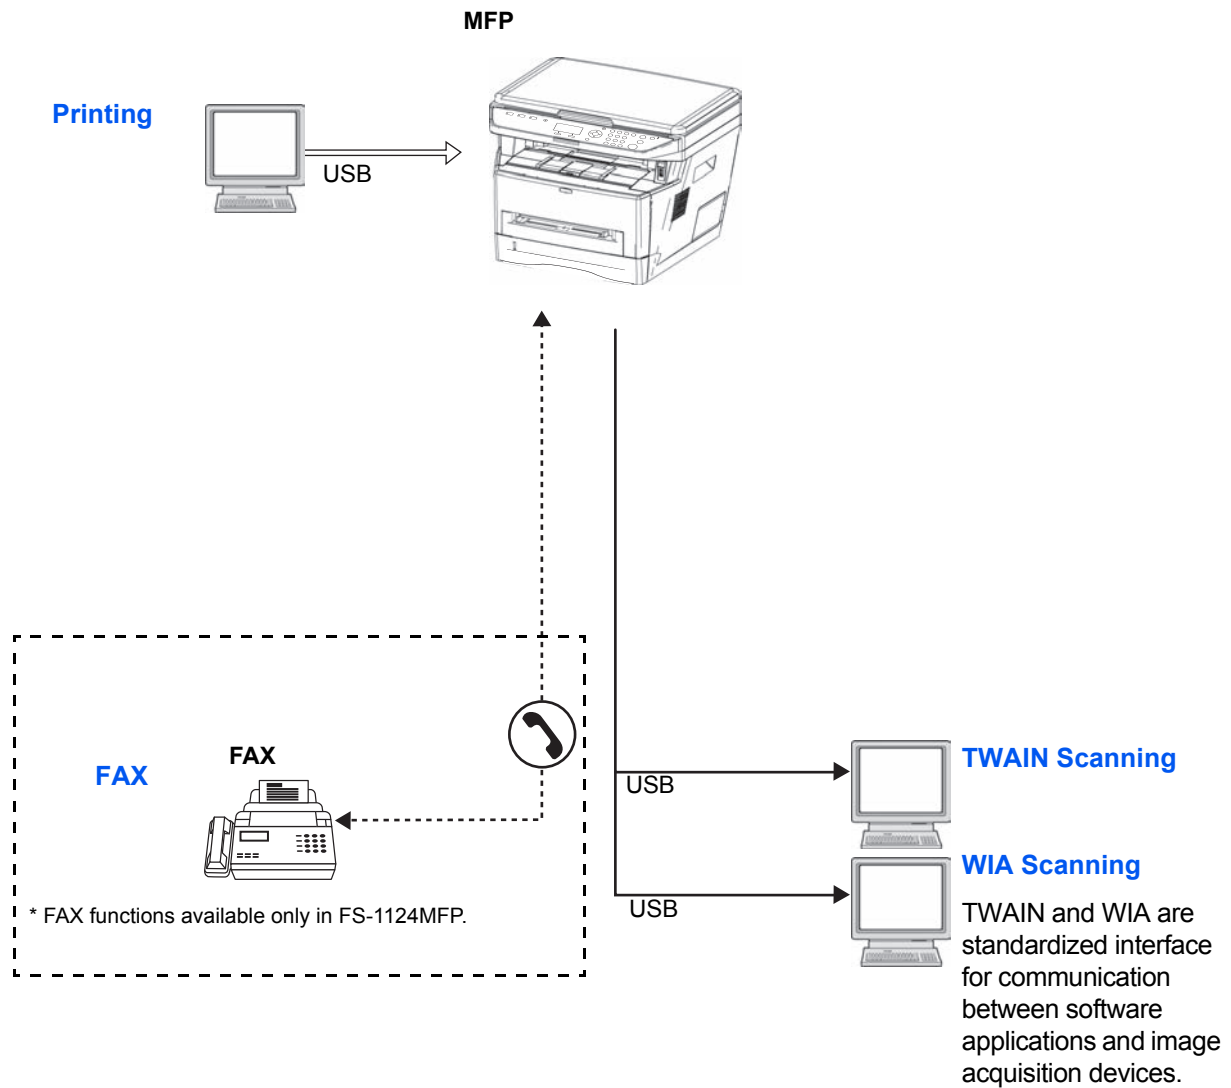 MFP
Printing
USB
FAX
FAX
* FAX functions available only in FS-1124MFP.
USB
TWAIN Scanning
USB
WIA Scanning
TWAIN and WIA are
standardized interface
for communication
between software
applications and image
acquisition devices.